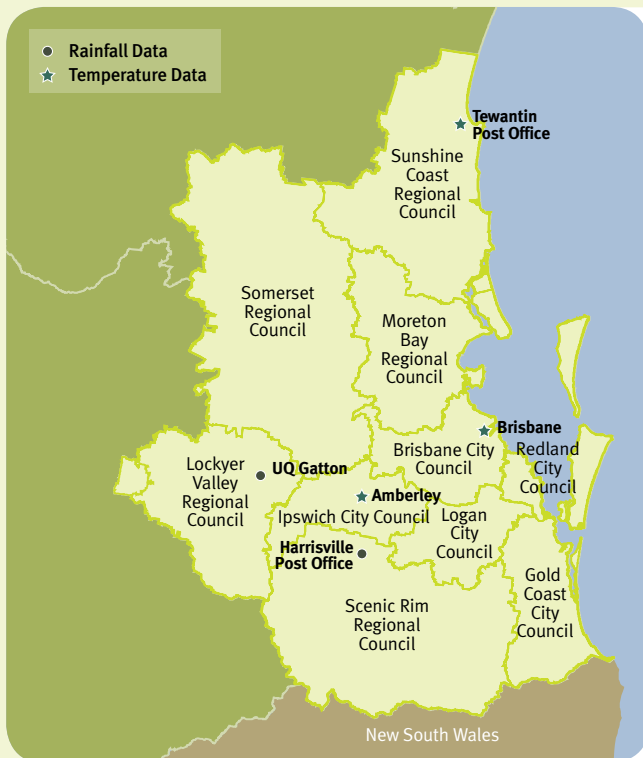 Rainfall Data
Temperature Data
Tewantin
Post Office
Sunshine
Coast
Regional
Council
Somerset
Regional
Council
Moreton
Bay
Regional
Council
Brisbane
Brisbane City
Council
Redland
City
Council
Lockyer
Valley
Regional
Council
UQ Gatton
Amberley
Ipswich City Council
Logan
City
Council
Harrisville
Post Office
Gold
Coast
City
Council
Scenic Rim
Regional
Council
New South Wales